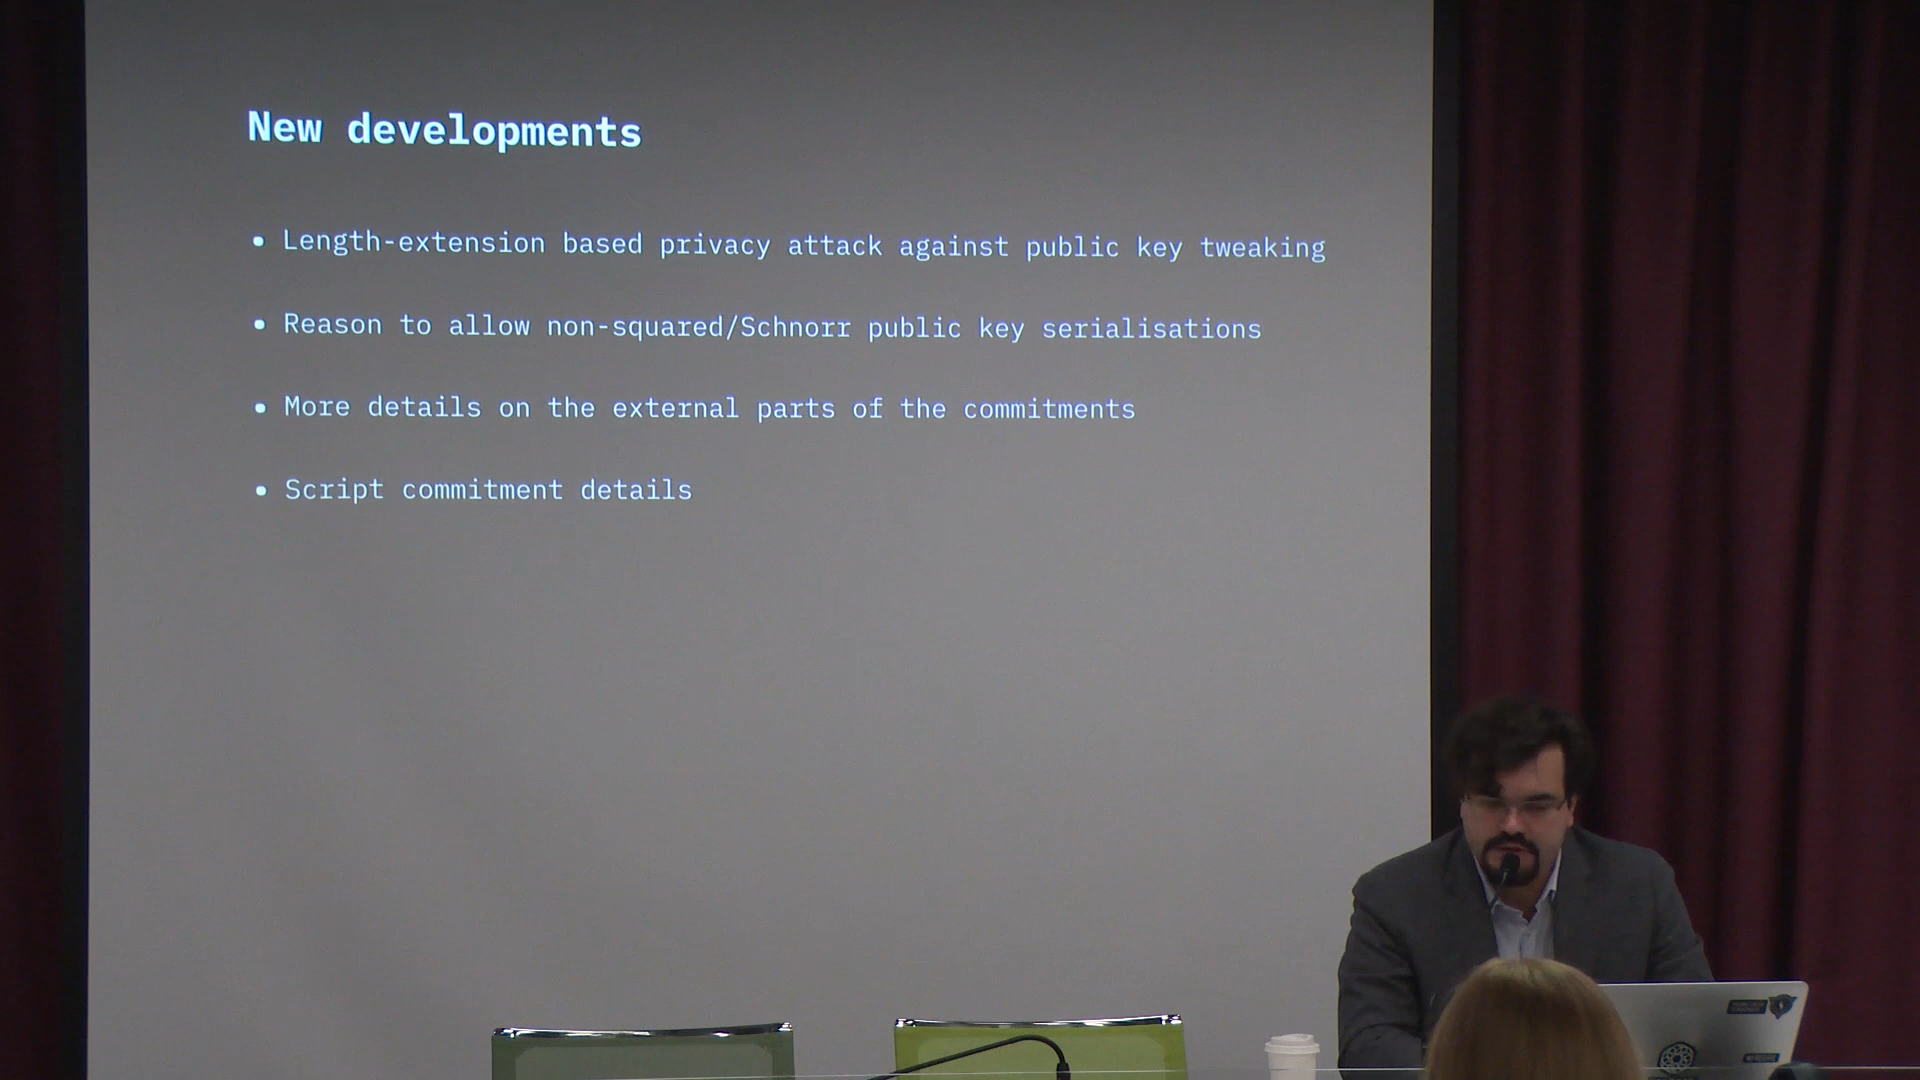 New developments
• Length-extension based privacy attack against public key tweaking
• Reason to allow non-squared/Schnorr public key serialisations
• More details on the external parts of the commitments
• Script commitment details